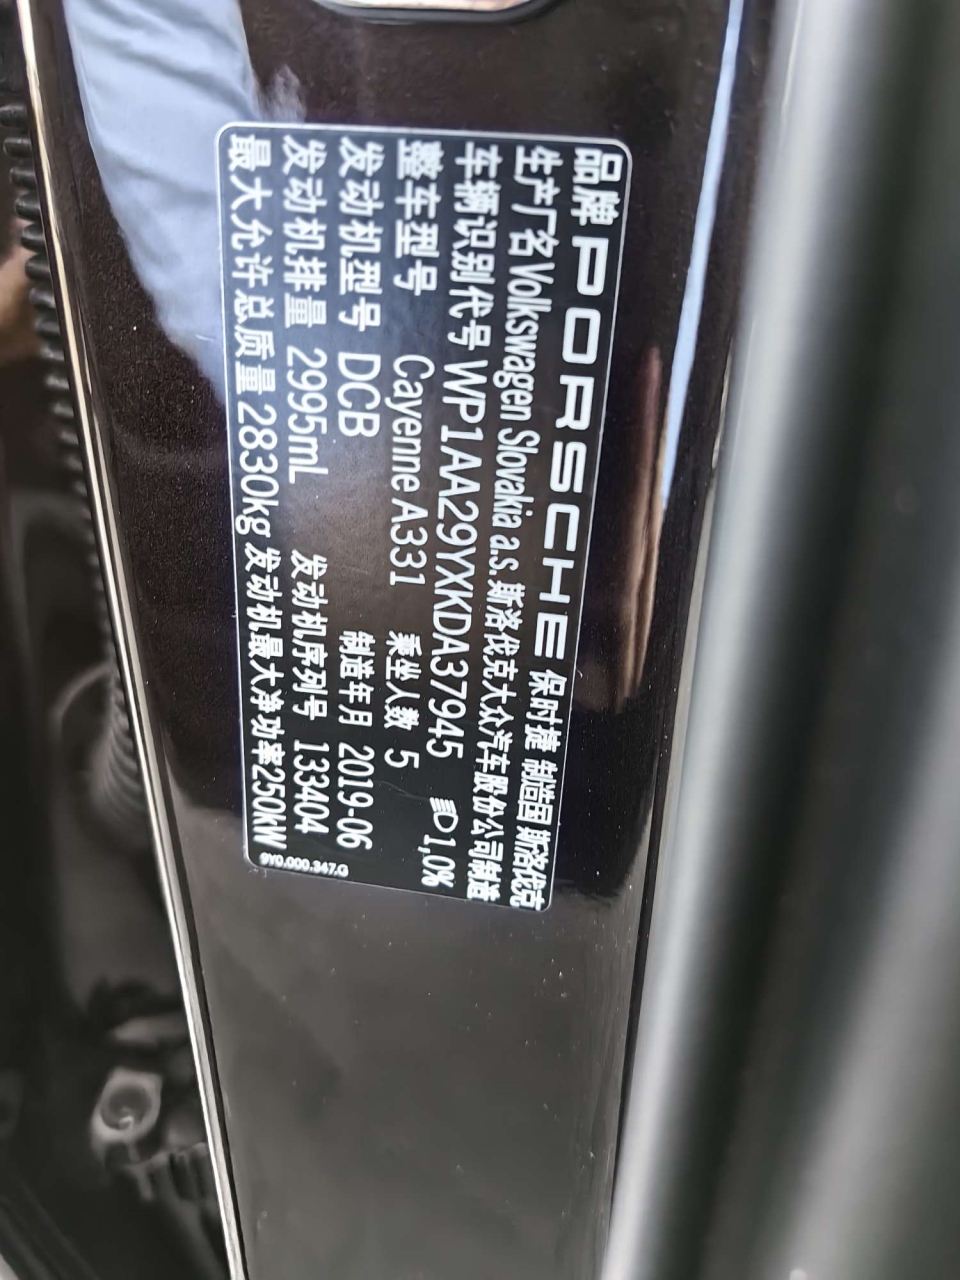 品牌 PORSCHE 保时捷 制造国 斯洛伐克
生产厂名 Volkswagen Slovakia a.s. 斯洛伐克大众汽车股份公司制造
车辆识别代号 WP1AA29YXKDA37945 1,0%
整车型号 Cayenne A331 乘坐人数 5
发动机型号 DCB 制造年月 2019-06
发动机排量 2995mL 发动机序列号 133404
最大允许总质量 2830kg 发动机最大净功率250kW
9Y0.000.347.G